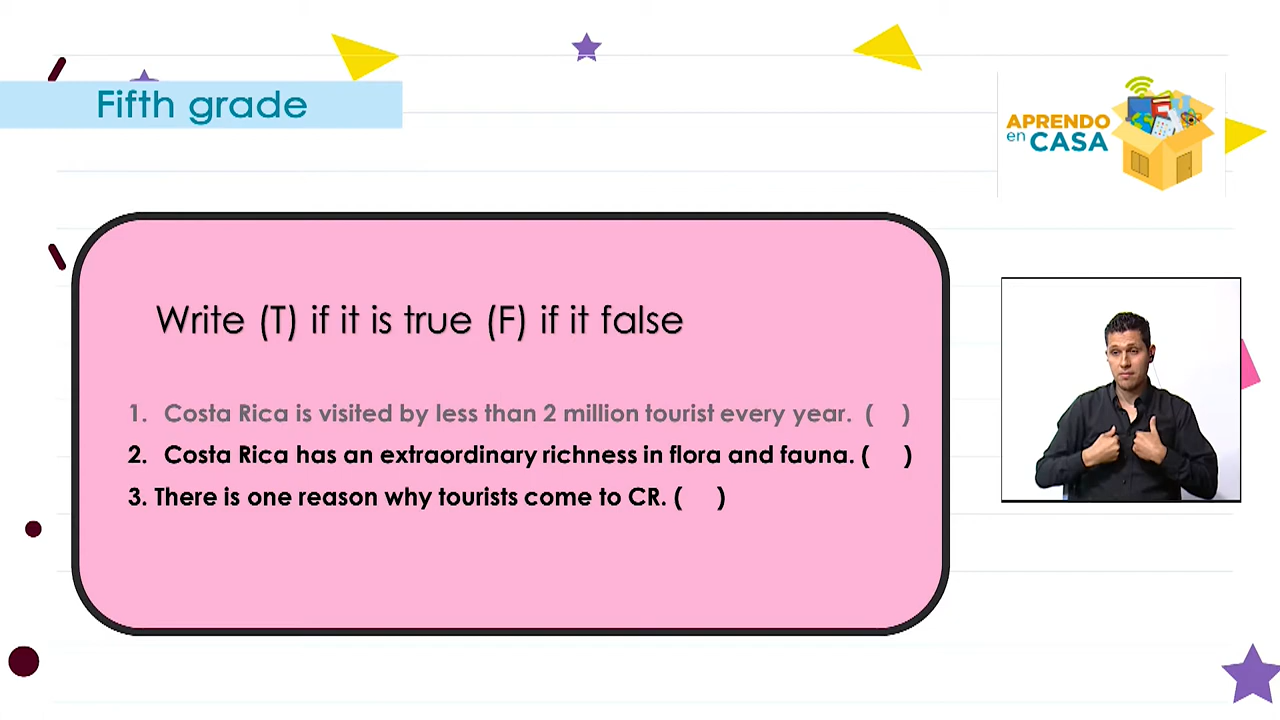 Fifth grade
APRENDO
en CASA
Write (T) if it is true (F) if it false
1. Costa Rica is visited by less than 2 million tourist every year. ( )
2. Costa Rica has an extraordinary richness in flora and fauna. ( )
3. There is one reason why tourists come to CR. ( )